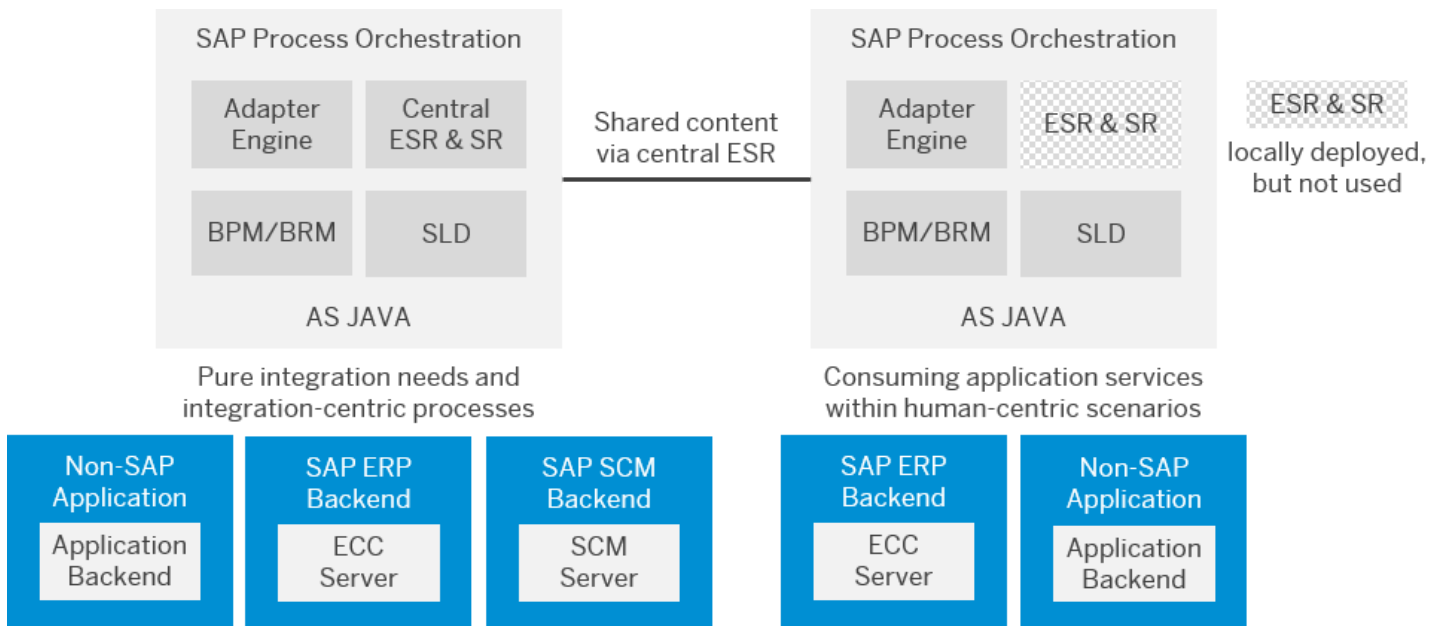 SAP Process Orchestration
Adapter
Engine
Central
ESR & SR
BPM/BRM
SLD
AS JAVA
Shared content
via central ESR
SAP Process Orchestration
Adapter
Engine
ESR & SR
BPM/BRM
SLD
AS JAVA
ESR & SR
locally deployed,
but not used
Pure integration needs and
integration-centric processes
Consuming application services
within human-centric scenarios
Non-SAP
Application
Application
Backend
SAP ERP
Backend
ECC
Server
SAP SCM
Backend
SCM
Server
SAP ERP
Backend
ECC
Server
Non-SAP
Application
Application
Backend